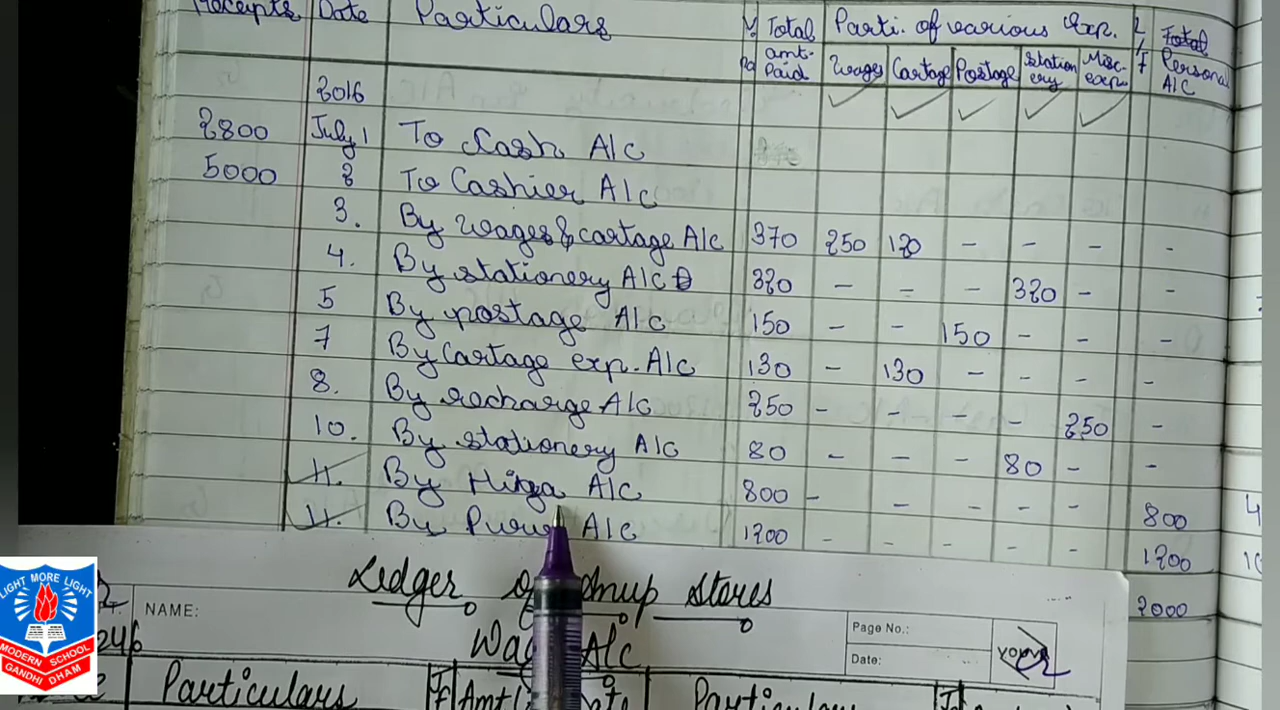 Receipts Date Particulars V. Total Parti. of various Exp. L Total
No amt. Paid Wages Cartage Postage Stationery Misc. exp. F Personal A/C
2016
2800 July 1 To Cash A/C
5000 2 To Cashier A/C
3. By Wages & cartage A/C 370 250 120 - - - -
4. By stationery A/C 320 - - - 320 - -
5 By postage A/C 150 - - 150 - - -
7 By Cartage exp. A/C 130 - 130 - - - -
8. By recharge A/C 250 - - - - 250 -
10. By stationery A/C 80 - - - 80 - -
11. By Hirza A/C 800 - - - - - 800
11. By A/C 1200 - - - - - 1200
2000
Ledger of Anup Stores
NAME:
Page No.:
Date:
YOUVA
Wages A/C
Particulars JF Amt Date Particulars
LIGHT MORE LIGHT
MODERN SCHOOL
GANDHI DHAM